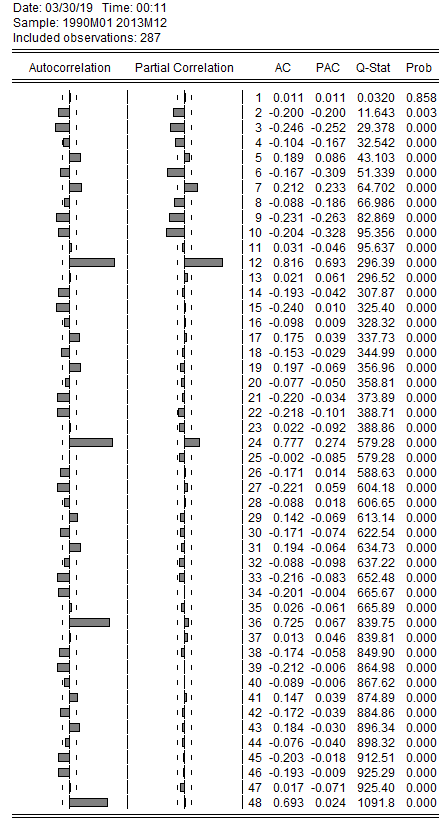 Date: 03/30/19 Time: 00:11
Sample: 1990M01 2013M12
Included observations: 287
Autocorrelation Partial Correlation AC PAC Q-Stat Prob
1 0.011 0.011 0.0320 0.858
2 -0.200 -0.200 11.643 0.003
3 -0.246 -0.252 29.378 0.000
4 -0.104 -0.167 32.542 0.000
5 0.189 0.086 43.103 0.000
6 -0.167 -0.309 51.339 0.000
7 0.212 0.233 64.702 0.000
8 -0.088 -0.186 66.986 0.000
9 -0.231 -0.263 82.869 0.000
10 -0.204 -0.328 95.356 0.000
11 0.031 -0.046 95.637 0.000
12 0.816 0.693 296.39 0.000
13 0.021 0.061 296.52 0.000
14 -0.193 -0.042 307.87 0.000
15 -0.240 0.010 325.40 0.000
16 -0.098 0.009 328.32 0.000
17 0.175 0.039 337.73 0.000
18 -0.153 -0.029 344.99 0.000
19 0.197 -0.069 356.96 0.000
20 -0.077 -0.050 358.81 0.000
21 -0.220 -0.034 373.89 0.000
22 -0.218 -0.101 388.71 0.000
23 0.022 -0.092 388.86 0.000
24 0.777 0.274 579.28 0.000
25 -0.002 -0.085 579.28 0.000
26 -0.171 0.014 588.63 0.000
27 -0.221 0.059 604.18 0.000
28 -0.088 0.018 606.65 0.000
29 0.142 -0.069 613.14 0.000
30 -0.171 -0.074 622.54 0.000
31 0.194 -0.064 634.73 0.000
32 -0.088 -0.098 637.22 0.000
33 -0.216 -0.083 652.48 0.000
34 -0.201 -0.004 665.67 0.000
35 0.026 -0.061 665.89 0.000
36 0.725 0.067 839.75 0.000
37 0.013 0.046 839.81 0.000
38 -0.174 -0.058 849.90 0.000
39 -0.212 -0.006 864.98 0.000
40 -0.089 -0.006 867.62 0.000
41 0.147 0.039 874.89 0.000
42 -0.172 -0.039 884.86 0.000
43 0.184 -0.030 896.34 0.000
44 -0.076 -0.040 898.32 0.000
45 -0.203 -0.018 912.51 0.000
46 -0.193 -0.009 925.29 0.000
47 0.017 -0.071 925.40 0.000
48 0.693 0.024 1091.8 0.000